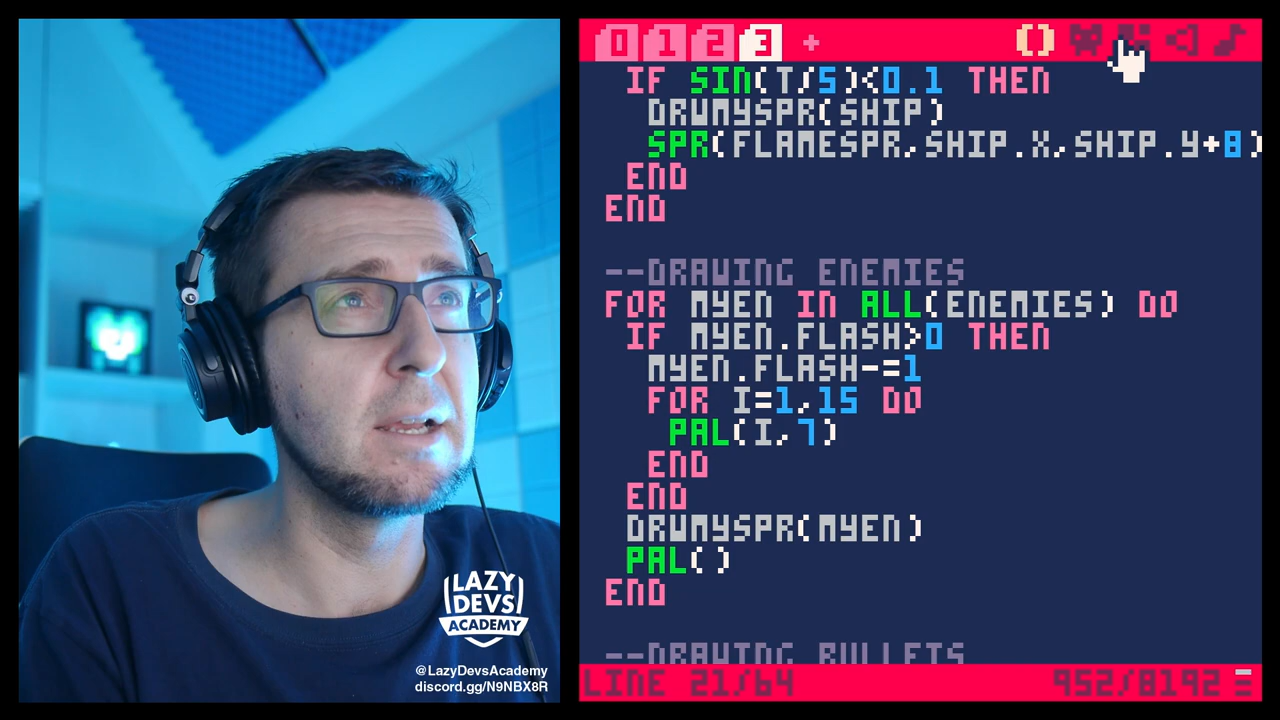 0 1 2 3 +
IF SIN(T/5)<0.1 THEN
DRWMYSPR(SHIP)
SPR(FLAMESPR,SHIP.X,SHIP.Y+8)
END
END
--DRAWING ENEMIES
FOR MYEN IN ALL(ENEMIES) DO
IF MYEN.FLASH>0 THEN
MYEN.FLASH-=1
FOR I=1,15 DO
PAL(I,7)
END
END
DRWMYSPR(MYEN)
PAL()
END
--DRAWING BULLETS
LINE 21/64
952/8192
LAZY
DEVS
ACADEMY
@LazyDevsAcademy
discord.gg/N9NBX8R